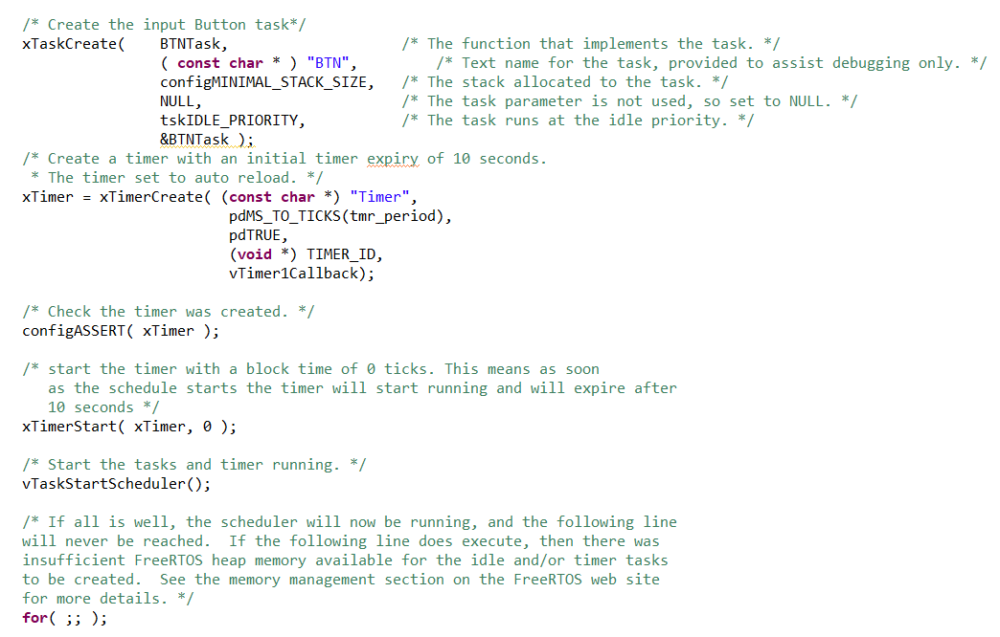 /* Create the input Button task*/
xTaskCreate(    BTNTask,                    /* The function that implements the task. */
                ( const char * ) "BTN",         /* Text name for the task, provided to assist debugging only. */
                configMINIMAL_STACK_SIZE,   /* The stack allocated to the task. */
                NULL,                       /* The task parameter is not used, so set to NULL. */
                tskIDLE_PRIORITY,           /* The task runs at the idle priority. */
                &BTNTask );
/* Create a timer with an initial timer expiry of 10 seconds.
 * The timer set to auto reload. */
xTimer = xTimerCreate( (const char *) "Timer",
                        pdMS_TO_TICKS(tmr_period),
                        pdTRUE,
                        (void *) TIMER_ID,
                        vTimer1Callback);

/* Check the timer was created. */
configASSERT( xTimer );

/* start the timer with a block time of 0 ticks. This means as soon
   as the schedule starts the timer will start running and will expire after
   10 seconds */
xTimerStart( xTimer, 0 );

/* Start the tasks and timer running. */
vTaskStartScheduler();

/* If all is well, the scheduler will now be running, and the following line
will never be reached.  If the following line does execute, then there was
insufficient FreeRTOS heap memory available for the idle and/or timer tasks
to be created.  See the memory management section on the FreeRTOS web site
for more details. */
for( ;; );